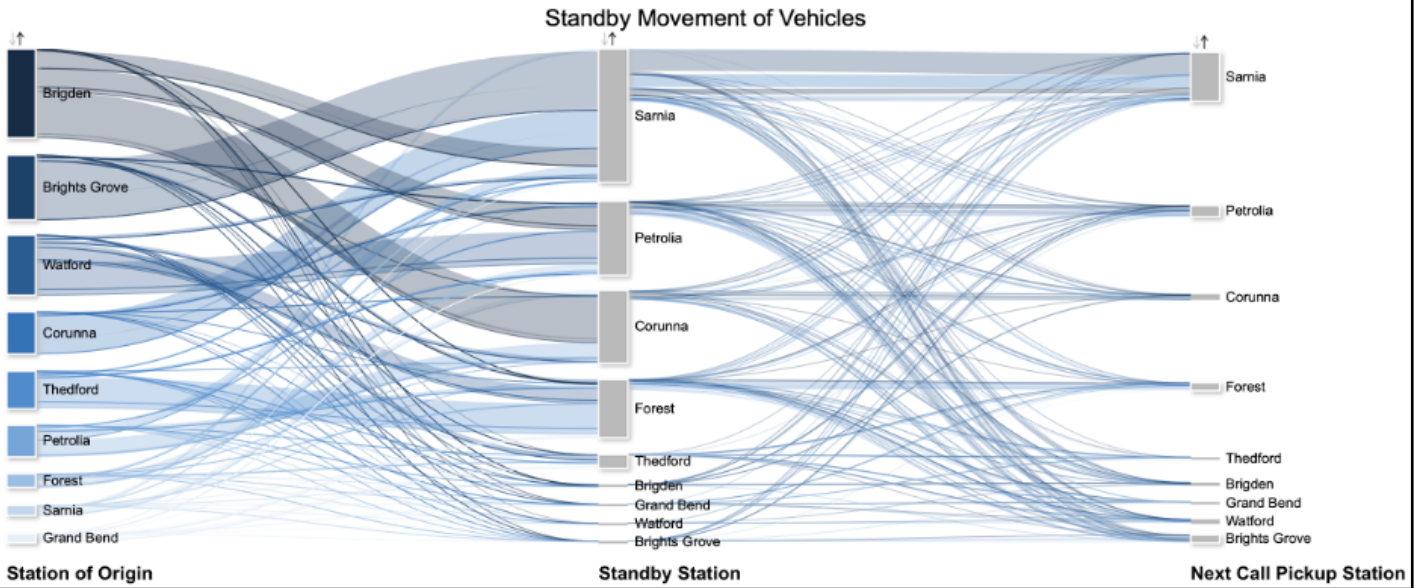 Standby Movement of Vehicles
Brigden
Brights Grove
Watford
Corunna
Thedford
Petrolia
Forest
Sarnia
Grand Bend
Station of Origin
Sarnia
Petrolia
Corunna
Forest
Thedford
Brigden
Grand Bend
Watford
Brights Grove
Standby Station
Sarnia
Petrolia
Corunna
Forest
Thedford
Brigden
Grand Bend
Watford
Brights Grove
Next Call Pickup Station